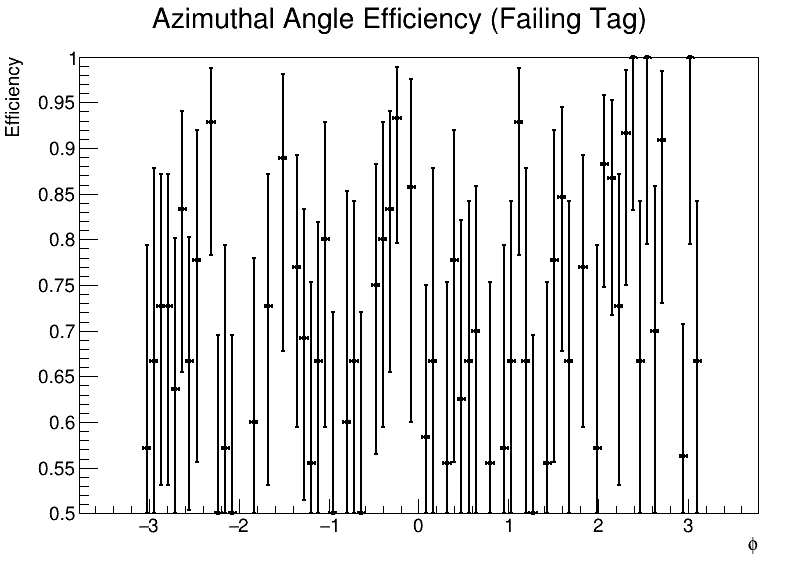 Azimuthal Angle Efficiency (Failing Tag)
Efficiency
1
0.95
0.9
0.85
0.8
0.75
0.7
0.65
0.6
0.55
0.5
−3 −2 −1 0 1 2 3
ϕ